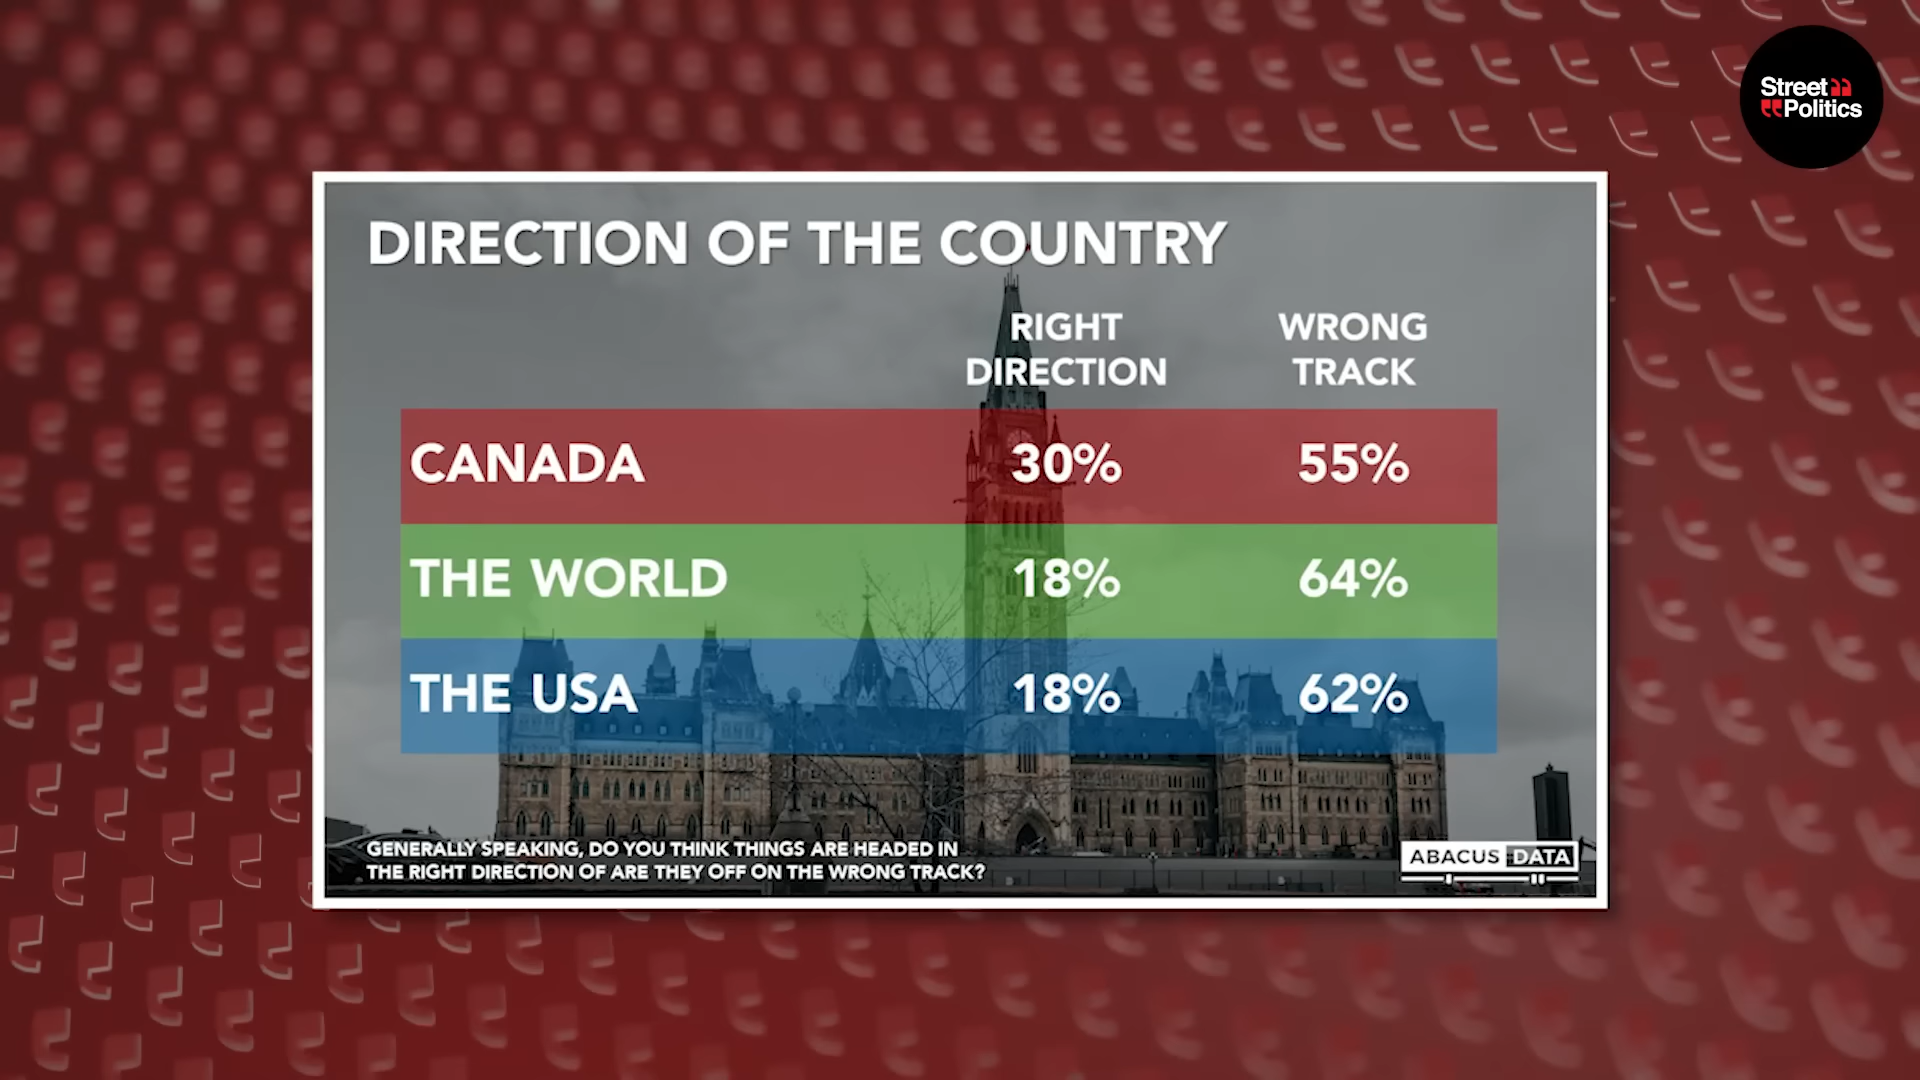 Street
Politics
DIRECTION OF THE COUNTRY
RIGHT
DIRECTION
WRONG
TRACK
CANADA 30% 55%
THE WORLD 18% 64%
THE USA 18% 62%
GENERALLY SPEAKING, DO YOU THINK THINGS ARE HEADED IN
THE RIGHT DIRECTION OF ARE THEY OFF ON THE WRONG TRACK?
ABACUS DATA